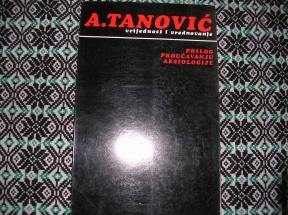 A.TANOVIĆ
vrijednost i vrednovanje
PRILOG
PROUČAVANJU
AKSIOLOGIJE